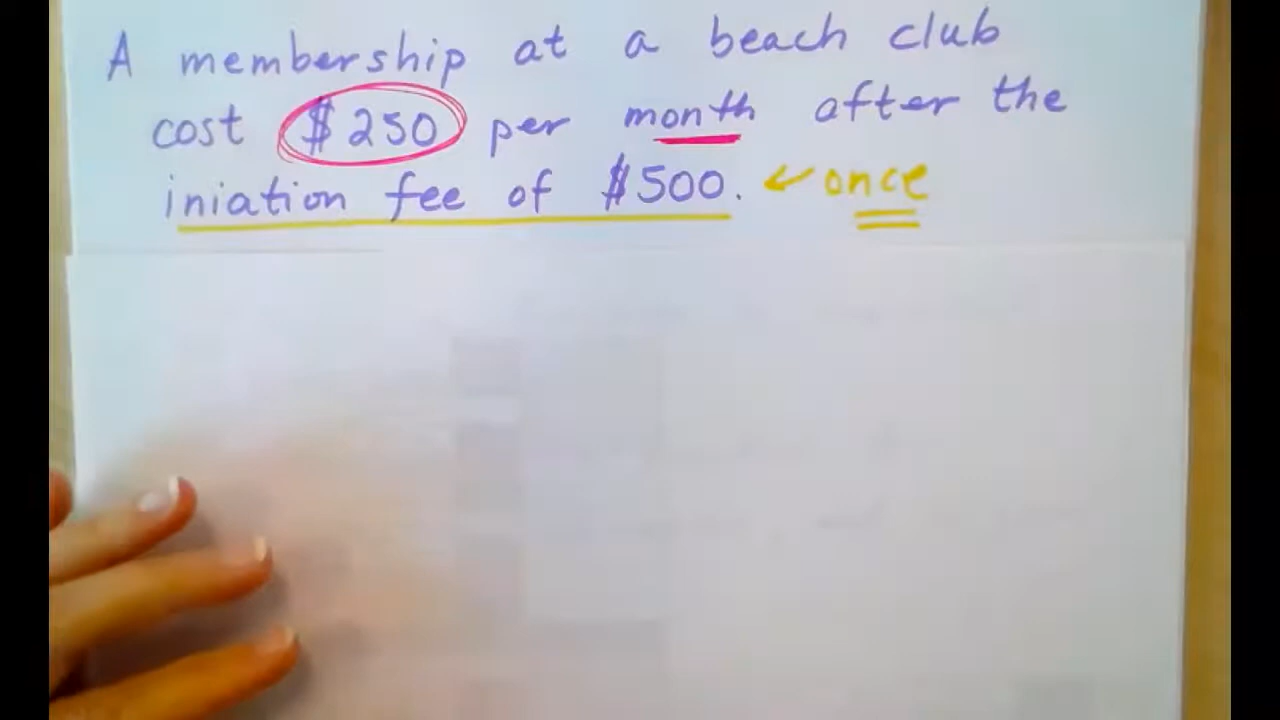 A membership at a beach club
cost $250 per month after the
iniation fee of $500. ← once